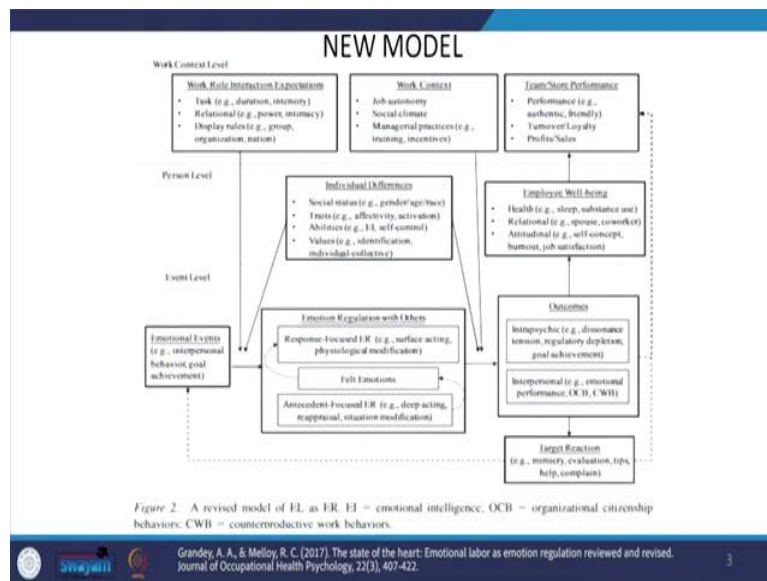 NEW MODEL
Work Context Level
Work Role Interaction Expectations
• Task (e.g., duration, intensity)
• Relational (e.g., power, intimacy)
• Display rules (e.g., group,
organization, nation)
Work Context
• Job autonomy
• Social climate
• Managerial practices (e.g.,
training, incentives)
Team/Store Performance
• Performance (e.g.,
authentic, friendly)
• Turnover/Loyalty
• Profits/Sales
Person Level
Individual Differences
• Social status (e.g., gender/age/race)
• Traits (e.g., affectivity, activation)
• Abilities (e.g., EI, self-control)
• Values (e.g., identification,
individual-collective)
Employee Well-being
• Health (e.g., sleep, substance use)
• Relational (e.g., spouse, coworker)
• Attitudinal (e.g., self-concept,
burnout, job satisfaction)
Event Level
Emotional Events
(e.g., interpersonal
behavior, goal
achievement)
Emotion Regulation with Others
Response-Focused ER (e.g., surface acting,
physiological modification)
Felt Emotions
Antecedent-Focused ER (e.g., deep acting,
reappraisal, situation modification)
Outcomes
Intrapsychic (e.g., dissonance
tension, regulatory depletion,
goal achievement)
Interpersonal (e.g., emotional
performance, OCB, CWB)
Target Reaction
(e.g., mimicry, evaluation, tips,
help, complain)
Figure 2. A revised model of EL as ER. EI = emotional intelligence; OCB = organizational citizenship
behaviors; CWB = counterproductive work behaviors.
swayam
Grandey, A. A., & Melloy, R. C. (2017). The state of the heart: Emotional labor as emotion regulation reviewed and revised.
Journal of Occupational Health Psychology, 22(3), 407-422.
3